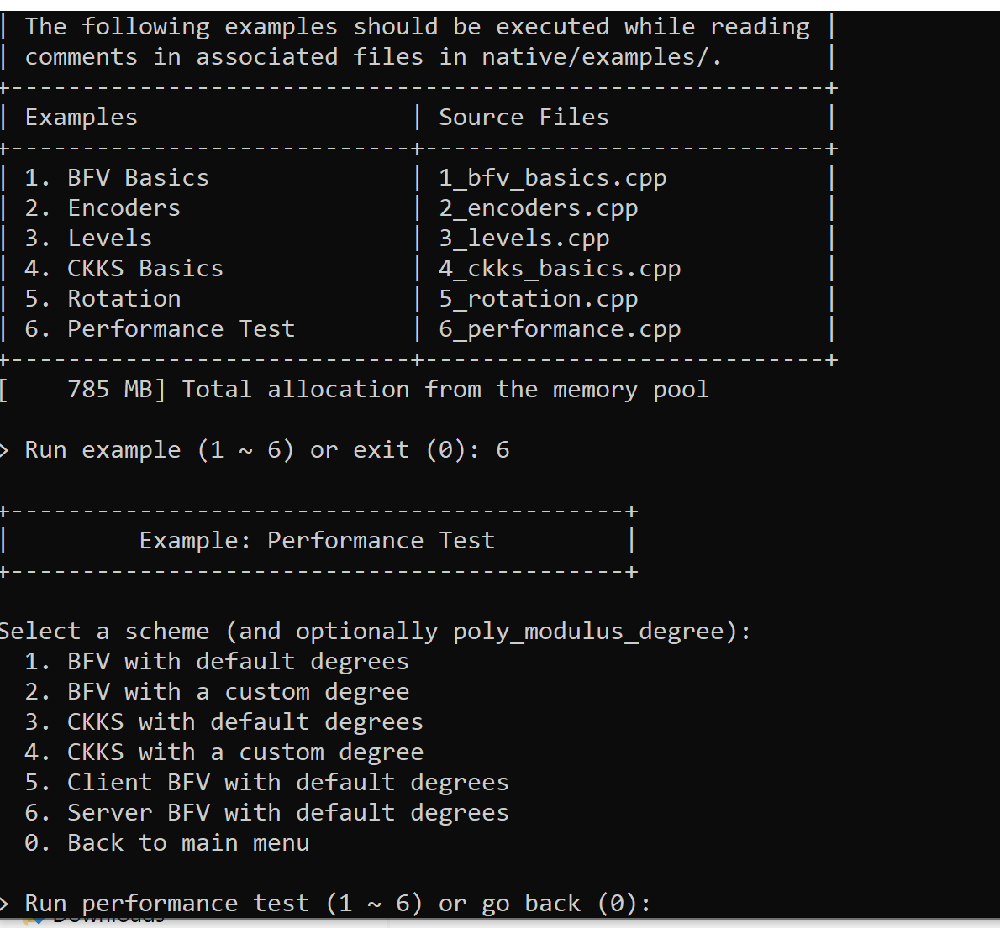 | The following examples should be executed while reading |
| comments in associated files in native/examples/.       |
+---------------------------------------------------------+
| Examples                   | Source Files               |
+----------------------------+----------------------------+
| 1. BFV Basics              | 1_bfv_basics.cpp           |
| 2. Encoders                | 2_encoders.cpp             |
| 3. Levels                  | 3_levels.cpp               |
| 4. CKKS Basics             | 4_ckks_basics.cpp          |
| 5. Rotation                | 5_rotation.cpp             |
| 6. Performance Test        | 6_performance.cpp          |
+----------------------------+----------------------------+
[    785 MB] Total allocation from the memory pool
> Run example (1 ~ 6) or exit (0): 6
+-------------------------------------------+
|         Example: Performance Test         |
+-------------------------------------------+
Select a scheme (and optionally poly_modulus_degree):
  1. BFV with default degrees
  2. BFV with a custom degree
  3. CKKS with default degrees
  4. CKKS with a custom degree
  5. Client BFV with default degrees
  6. Server BFV with default degrees
  0. Back to main menu
> Run performance test (1 ~ 6) or go back (0):
Downloads